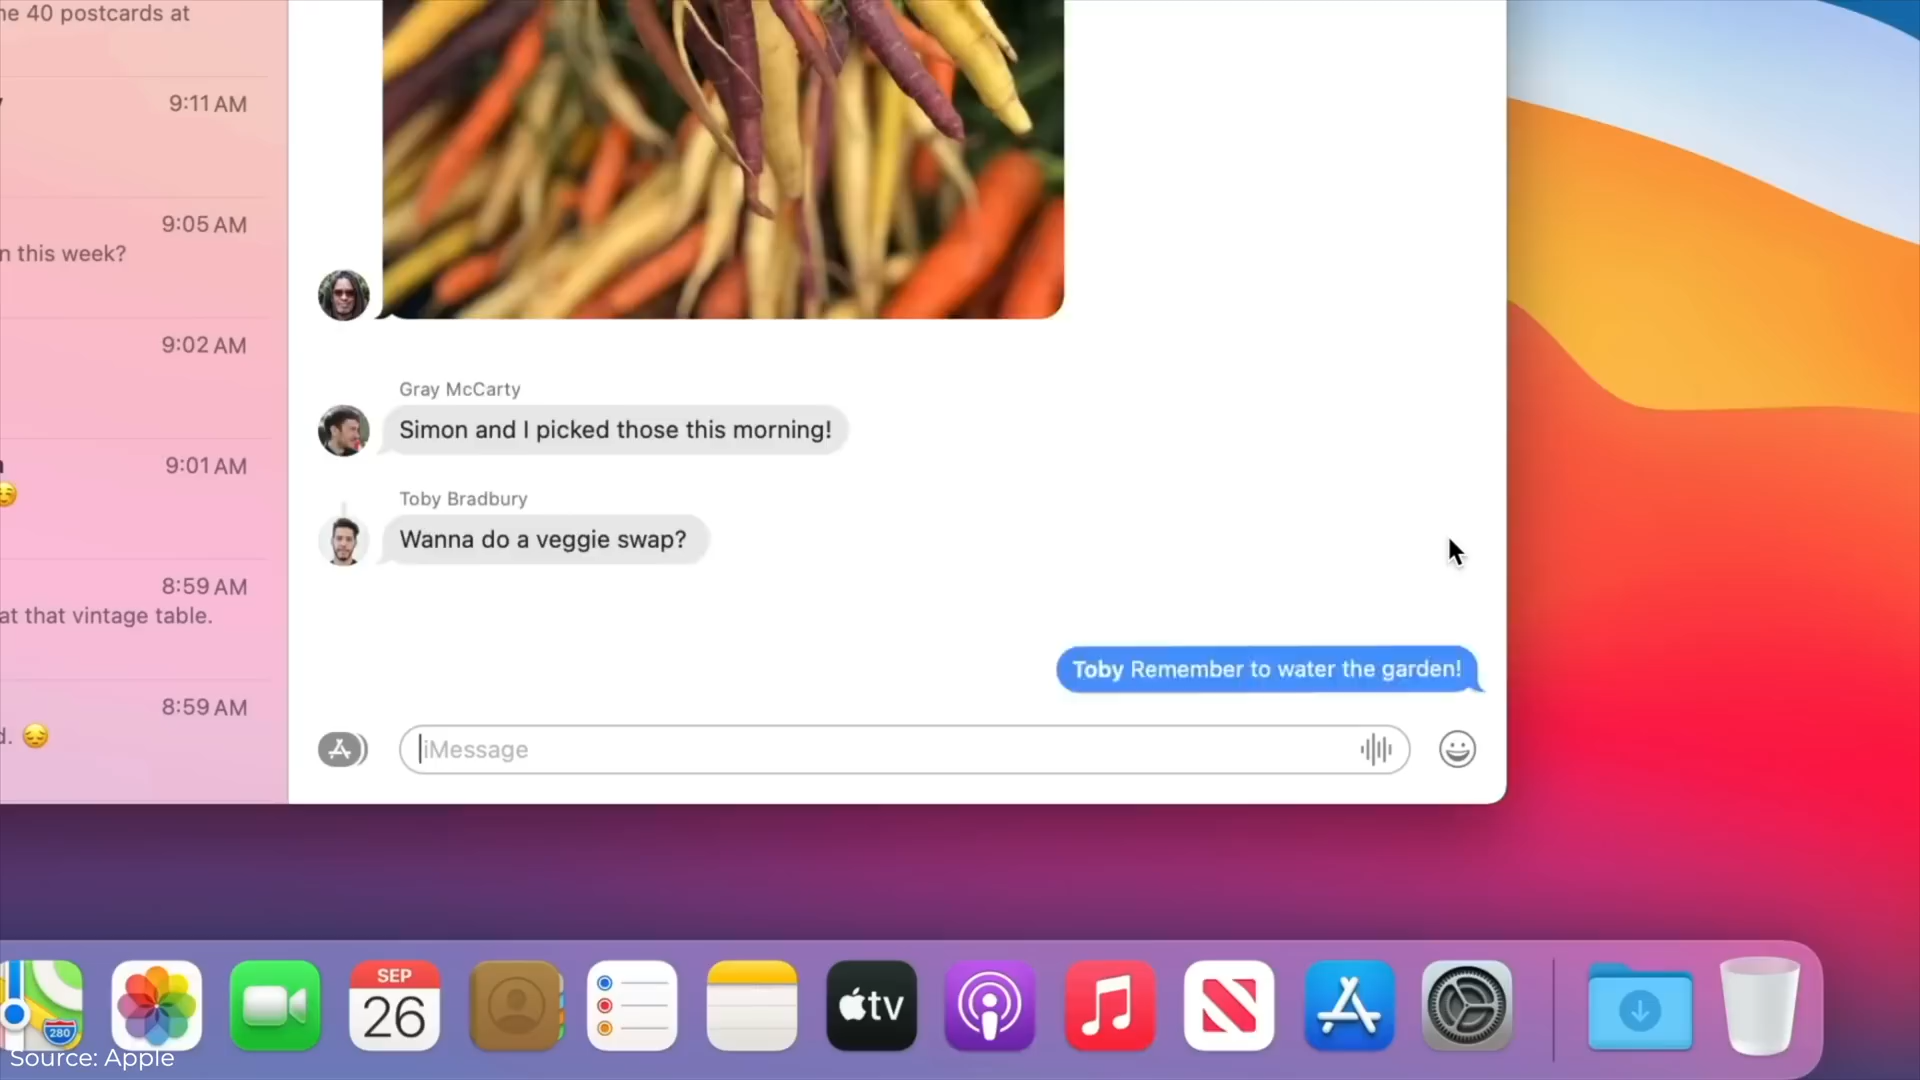 ne 40 postcards at
9:11 AM
9:05 AM
n this week?
9:02 AM
9:01 AM
8:59 AM
at that vintage table.
8:59 AM
d. 😔
Gray McCarty
Simon and I picked those this morning!
Toby Bradbury
Wanna do a veggie swap?
Toby Remember to water the garden!
iMessage
280
SEP
26
tv
Source: Apple